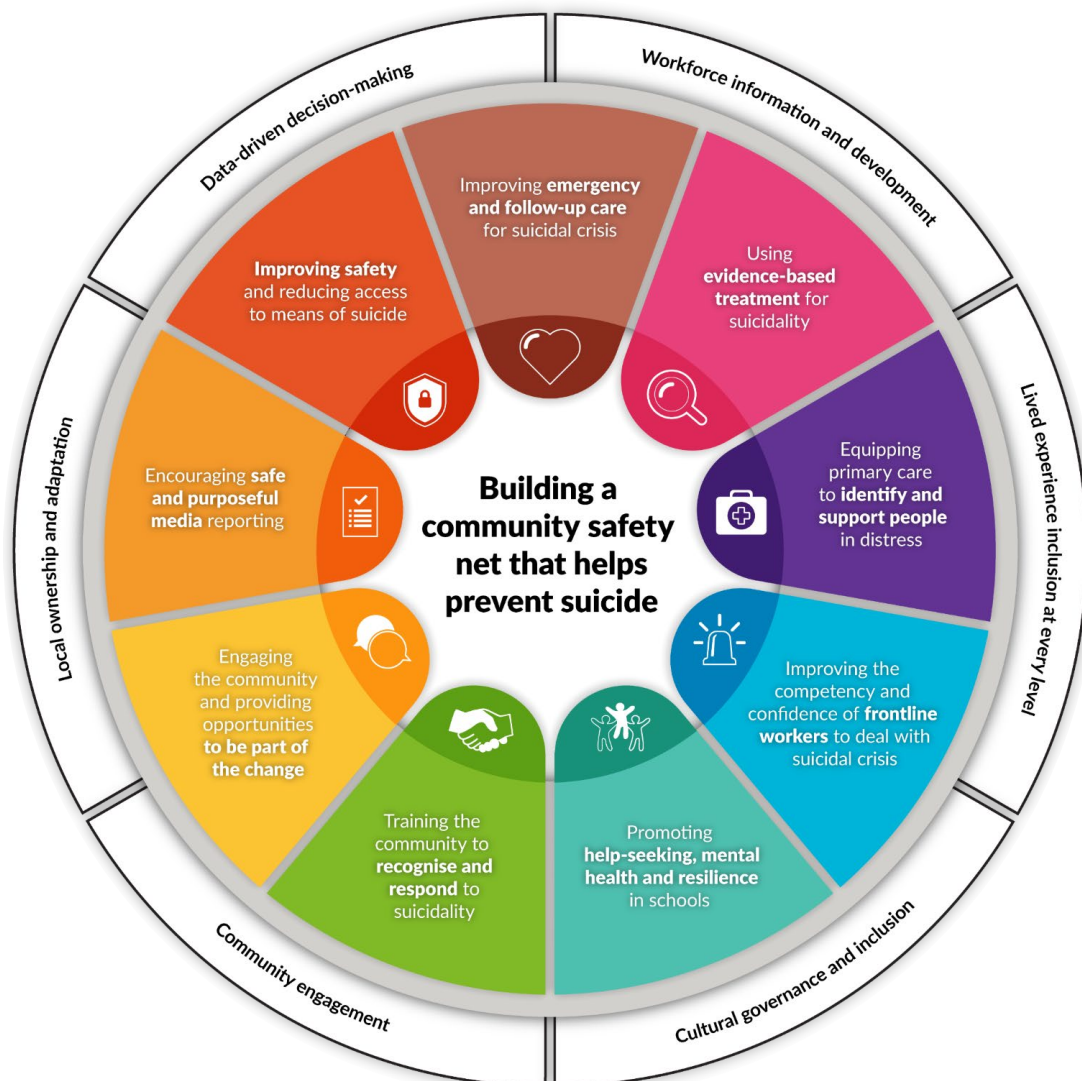 Building a
community safety
net that helps
prevent suicide
Improving emergency
and follow-up care
for suicidal crisis
Using
evidence-based
treatment for
suicidality
Equipping
primary care
to identify and
support people
in distress
Improving the
competency and
confidence of frontline
workers to deal with
suicidal crisis
Promoting
help-seeking, mental
health and resilience
in schools
Training the
community to
recognise and
respond to
suicidality
Engaging
the community
and providing
opportunities
to be part of
the change
Encouraging safe
and purposeful
media reporting
Improving safety
and reducing access
to means of suicide
Workforce information and development
Lived experience inclusion at every level
Cultural governance and inclusion
Community engagement
Local ownership and adaptation
Data-driven decision-making